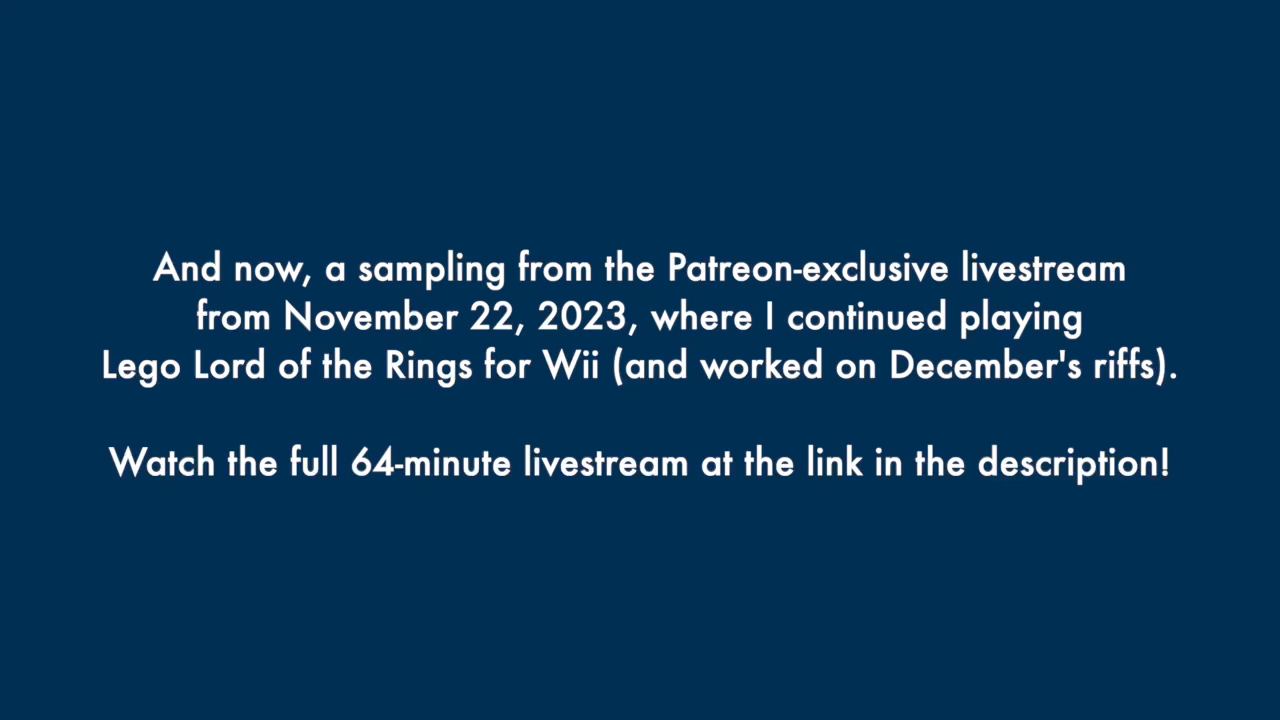 And now, a sampling from the Patreon-exclusive livestream
from November 22, 2023, where I continued playing
Lego Lord of the Rings for Wii (and worked on December's riffs).
Watch the full 64-minute livestream at the link in the description!